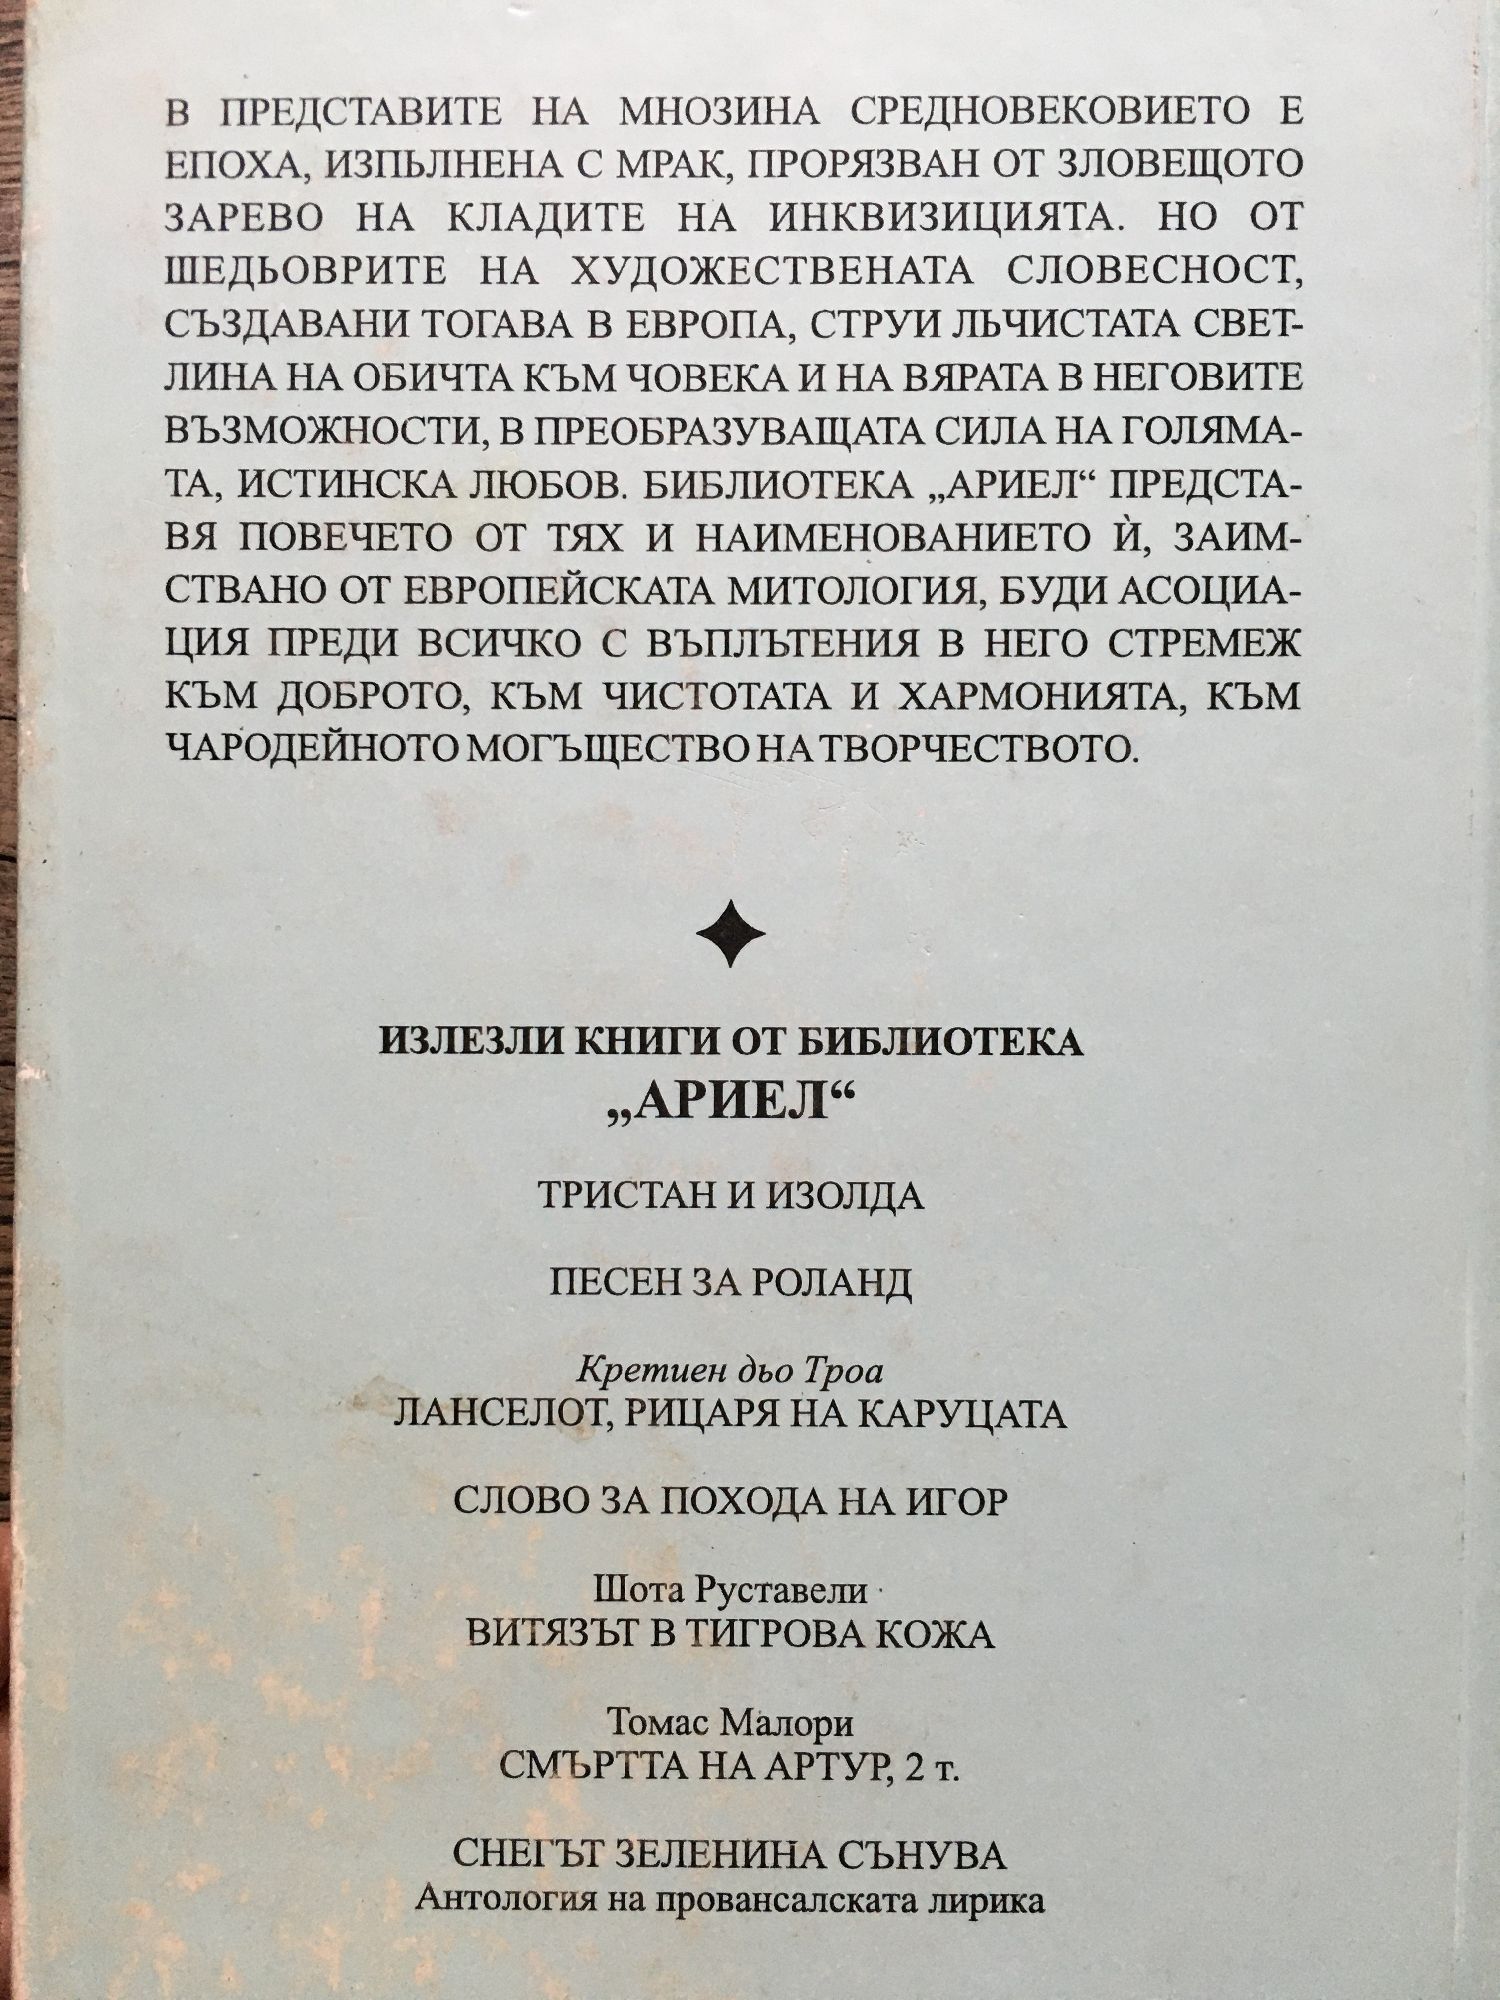 В ПРЕДСТАВИТЕ НА МНОЗИНА СРЕДНОВЕКОВИЕТО Е
ЕПОХА, ИЗПЪЛНЕНА С МРАК, ПРОРЯЗВАН ОТ ЗЛОВЕЩОТО
ЗАРЕВО НА КЛАДИТЕ НА ИНКВИЗИЦИЯТА. НО ОТ
ШЕДЬОВРИТЕ НА ХУДОЖЕСТВЕНАТА СЛОВЕСНОСТ,
СЪЗДАВАНИ ТОГАВА В ЕВРОПА, СТРУИ ЛЪЧИСТАТА СВЕТ-
ЛИНА НА ОБИЧТА КЪМ ЧОВЕКА И НА ВЯРАТА В НЕГОВИТЕ
ВЪЗМОЖНОСТИ, В ПРЕОБРАЗУВАЩАТА СИЛА НА ГОЛЯМА-
ТА, ИСТИНСКА ЛЮБОВ. БИБЛИОТЕКА „АРИЕЛ“ ПРЕДСТА-
ВЯ ПОВЕЧЕТО ОТ ТЯХ И НАИМЕНОВАНИЕТО Ѝ, ЗАИМ-
СТВАНО ОТ ЕВРОПЕЙСКАТА МИТОЛОГИЯ, БУДИ АСОЦИА-
ЦИЯ ПРЕДИ ВСИЧКО С ВЪПЛЪТЕНИЯ В НЕГО СТРЕМЕЖ
КЪМ ДОБРОТО, КЪМ ЧИСТОТАТА И ХАРМОНИЯТА, КЪМ
ЧАРОДЕЙНОТО МОГЪЩЕСТВО НА ТВОРЧЕСТВОТО.
ИЗЛЕЗЛИ КНИГИ ОТ БИБЛИОТЕКА
„АРИЕЛ“
ТРИСТАН И ИЗОЛДА
ПЕСЕН ЗА РОЛАНД
Кретиен дьо Троа
ЛАНСЕЛОТ, РИЦАРЯ НА КАРУЦАТА
СЛОВО ЗА ПОХОДА НА ИГОР
Шота Руставели
ВИТЯЗЪТ В ТИГРОВА КОЖА
Томас Малори
СМЪРТТА НА АРТУР, 2 т.
СНЕГЪТ ЗЕЛЕНИНА СЪНУВА
Антология на провансалската лирика